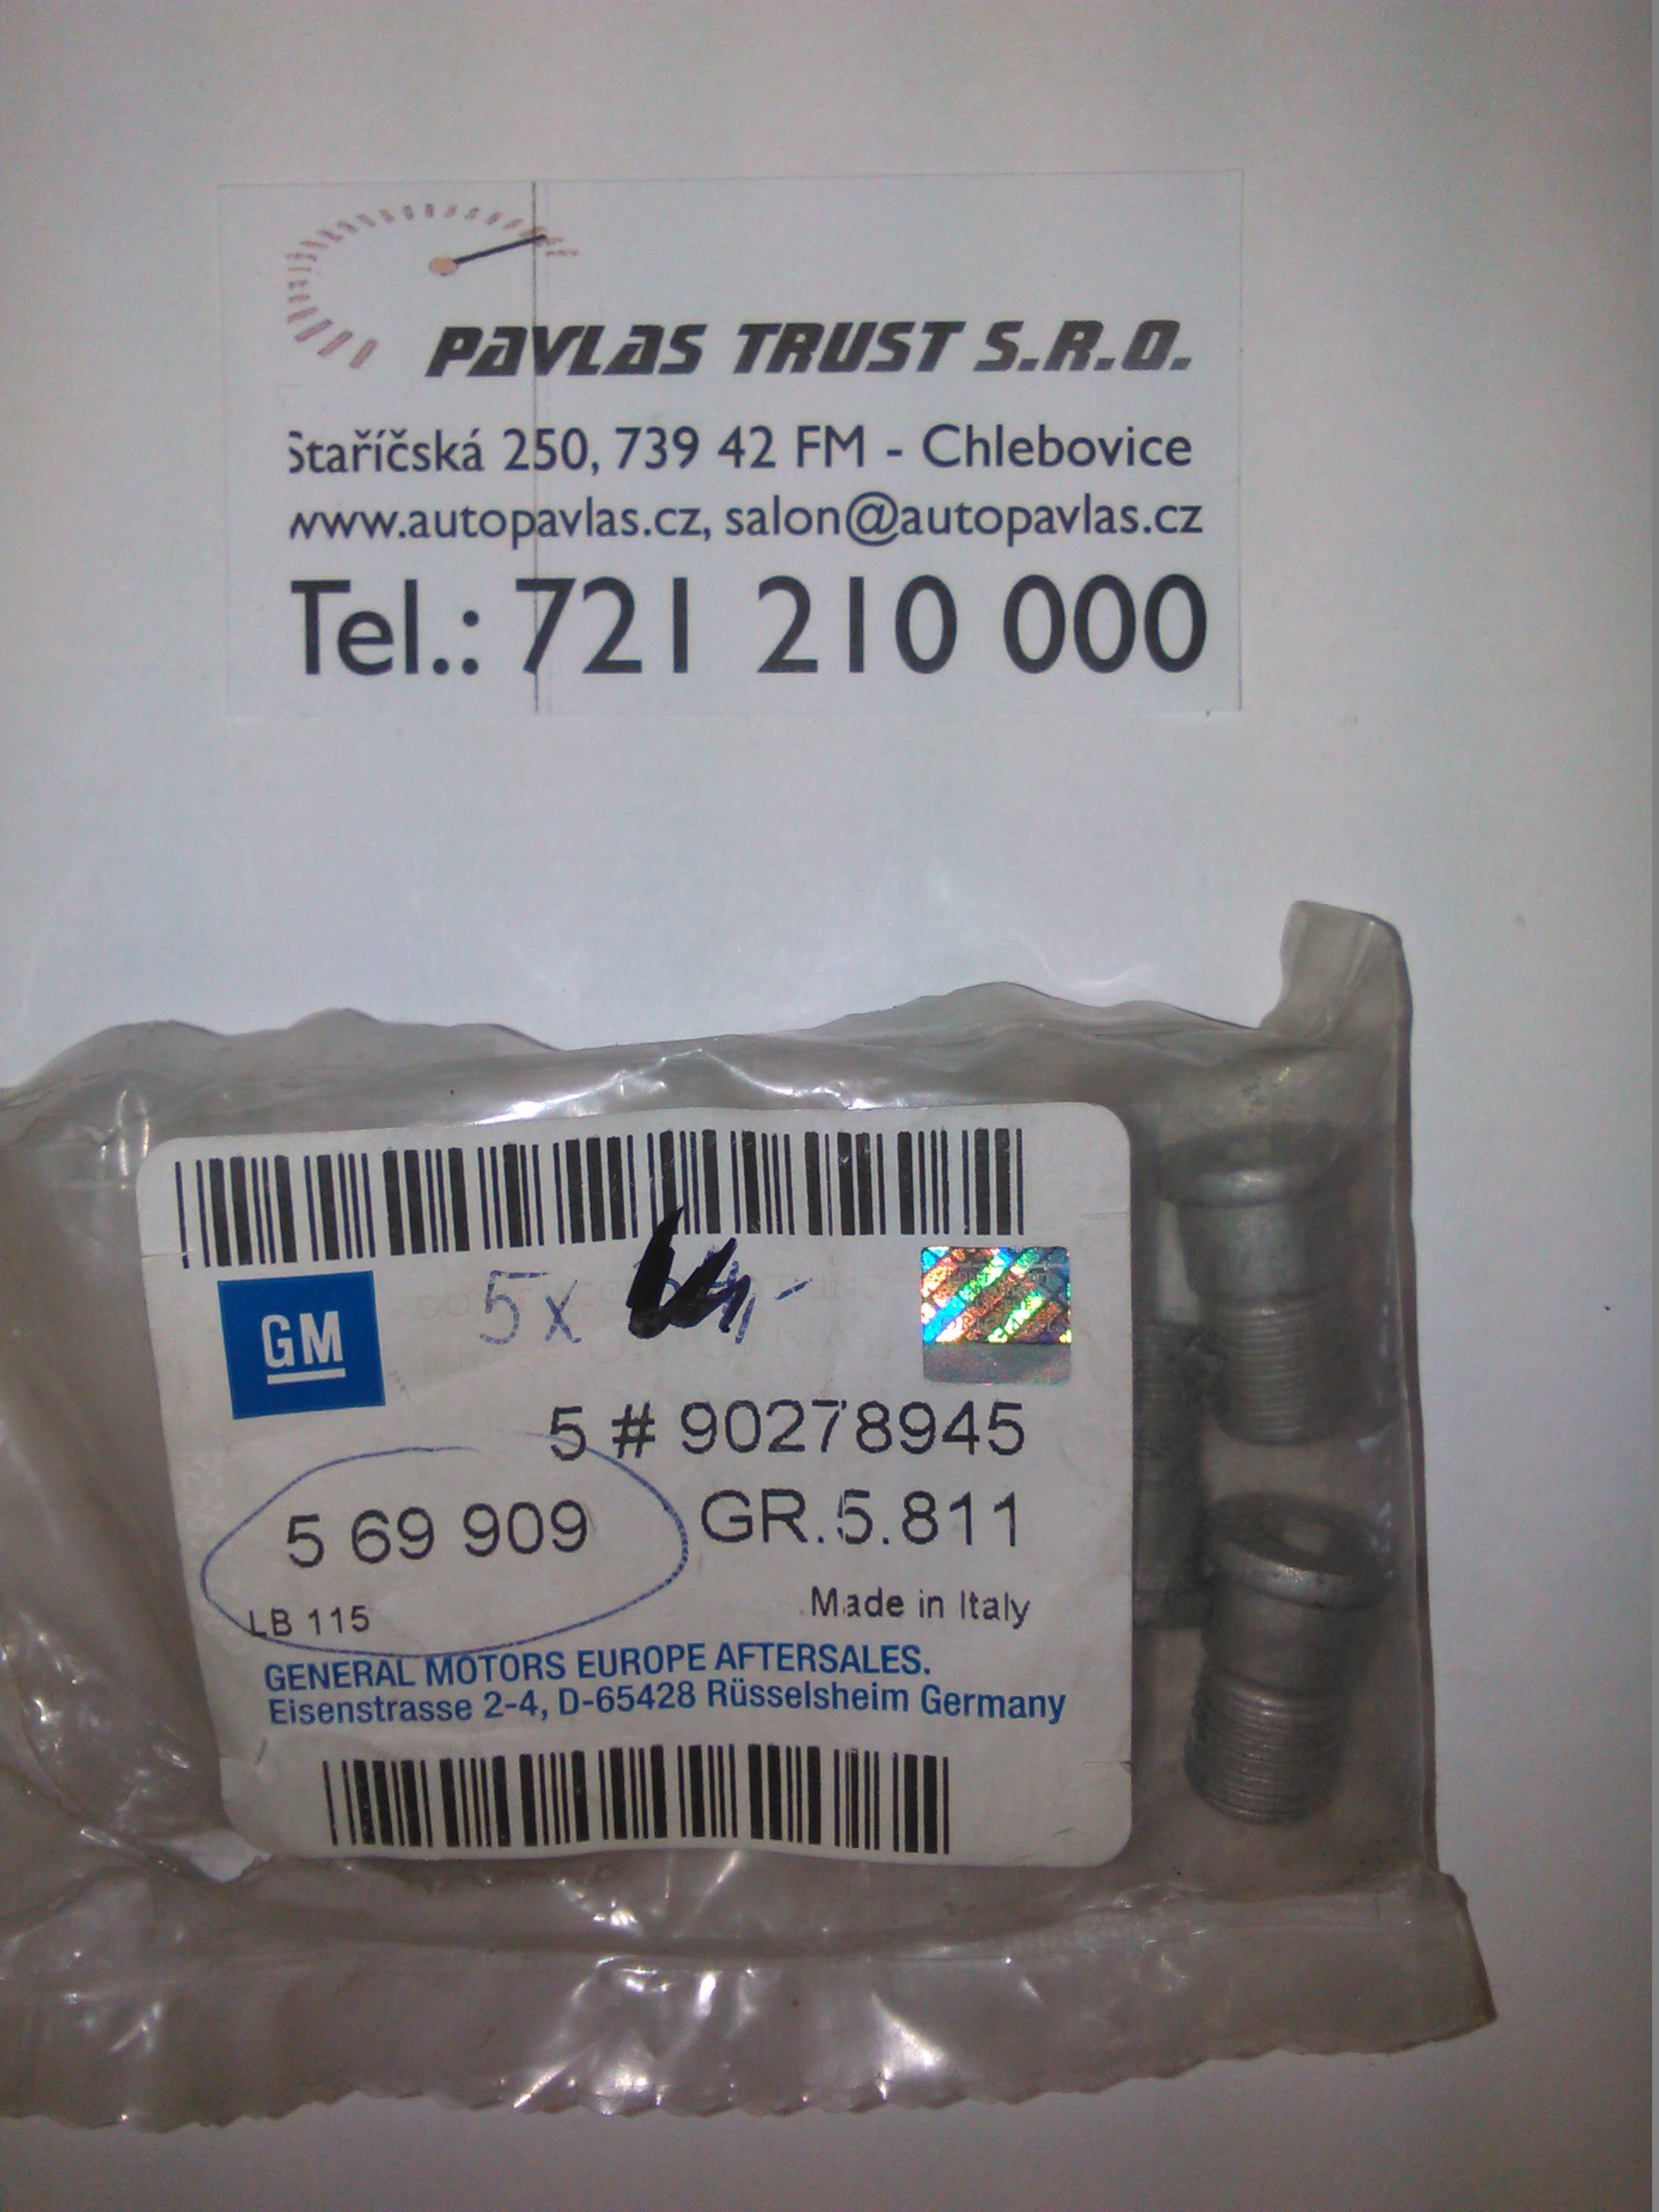 PAVLAS TRUST S.R.O.
Staříčská 250, 739 42 FM - Chlebovice
www.autopavlas.cz, salon@autopavlas.cz
Tel.: 721 210 000
GM
5x
5 # 90278945
5 69 909
GR.5.811
LB 115
Made in Italy
GENERAL MOTORS EUROPE AFTERSALES.
Eisenstrasse 2-4, D-65428 Rüsselsheim Germany